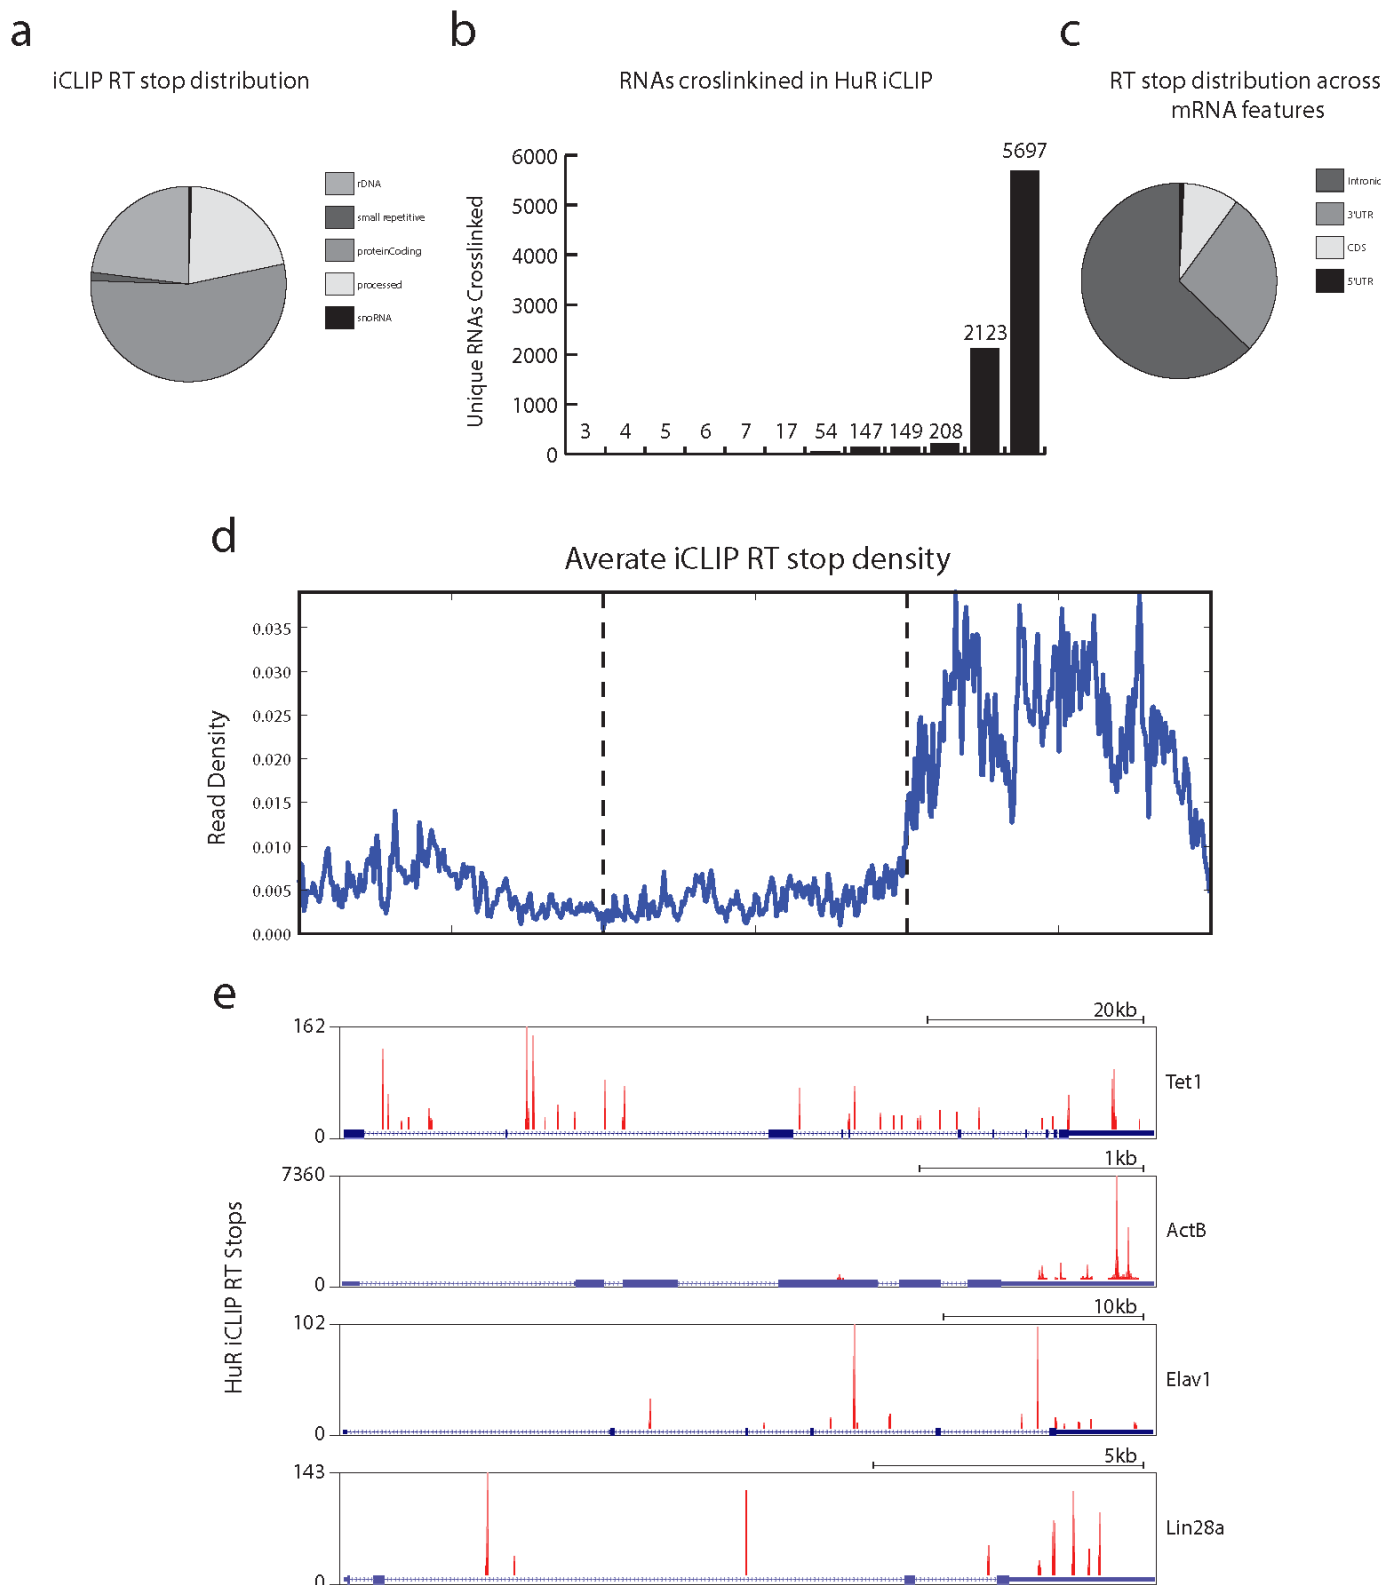 a
iCLIP RT stop distribution
rDNA
small repetitive
proteinCoding
processed
snoRNA
b
RNAs croslinkined in HuR iCLIP
Unique RNAs Crosslinked
6000
5000
4000
3000
2000
1000
0
3 4 5 6 7 17 54 147 149 208 2123 5697
c
RT stop distribution across
mRNA features
Intronic
3'UTR
CDS
5'UTR
d
Averate iCLIP RT stop density
Read Density
0.035
0.030
0.025
0.020
0.015
0.010
0.005
0.000
e
HuR iCLIP RT Stops
20kb
162
0
Tet1
1kb
7360
0
ActB
10kb
102
0
Elav1
5kb
143
0
Lin28a